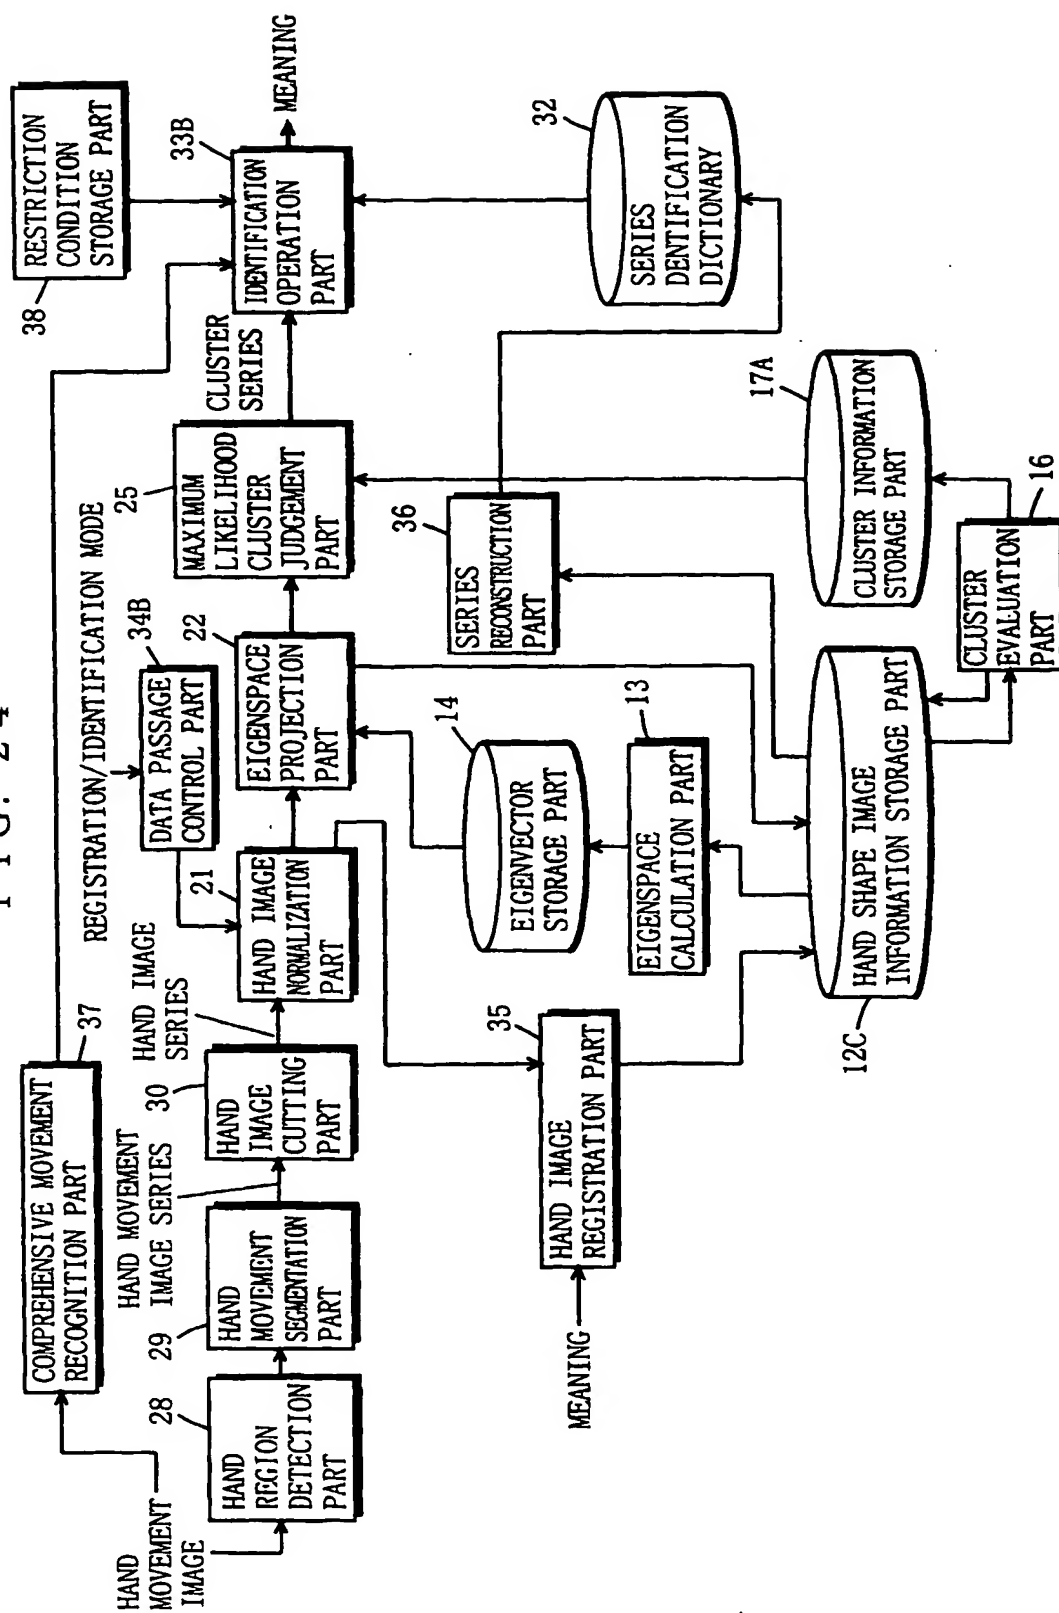 FIG. 24
HAND
MOVEMENT
IMAGE
COMPREHENSIVE MOVEMENT
RECOGNITION PART
37
RESTRICTION
CONDITION
STORAGE PART
38
REGISTRATION/IDENTIFICATION MODE
DATA PASSAGE
CONTROL PART
34B
HAND
REGION
DETECTION
PART
28
HAND
MOVEMENT
SEGMENTATION
PART
29
HAND MOVEMENT
IMAGE SERIES
HAND
IMAGE
CUTTING
PART
30
HAND IMAGE
SERIES
HAND IMAGE
NORMALIZATION
PART
21
EIGENSPACE
PROJECTION
PART
22
MAXIMUM
LIKELIHOOD
CLUSTER
JUDGEMENT
PART
25
CLUSTER
SERIES
IDENTIFICATION
OPERATION
PART
33B
MEANING
MEANING
HAND IMAGE
REGISTRATION PART
35
EIGENVECTOR
STORAGE PART
14
EIGENSPACE
CALCULATION PART
13
SERIES
RECONSTRUCTION
PART
36
SERIES
DENTIFICATION
DICTIONARY
32
HAND SHAPE IMAGE
INFORMATION STORAGE PART
12C
CLUSTER INFORMATION
STORAGE PART
17A
CLUSTER
EVALUATION
PART
16